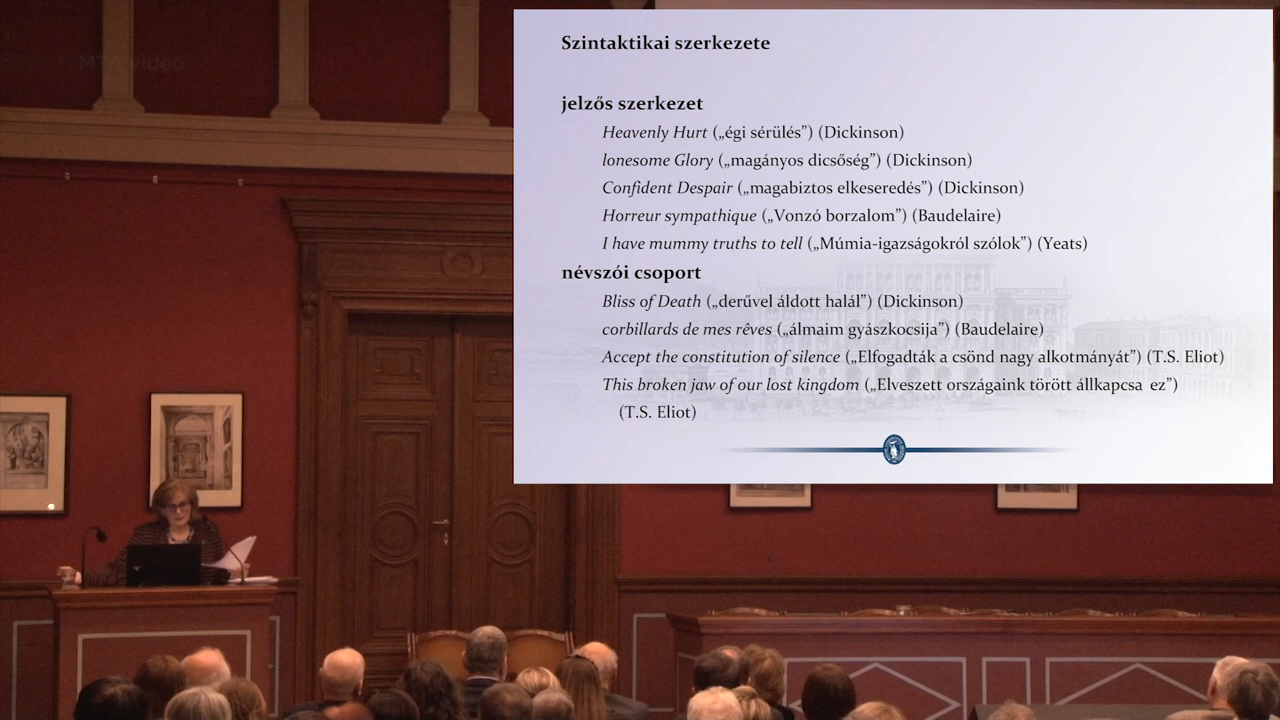 MTA videó
Szintaktikai szerkezete
jelzős szerkezet
Heavenly Hurt („égi sérülés”) (Dickinson)
lonesome Glory („magányos dicsőség”) (Dickinson)
Confident Despair („magabiztos elkeseredés”) (Dickinson)
Horreur sympathique („Vonzó borzalom”) (Baudelaire)
I have mummy truths to tell („Múmia-igazságokról szólok”) (Yeats)
névszói csoport
Bliss of Death („derűvel áldott halál”) (Dickinson)
corbillards de mes rêves („álmaim gyászkocsija”) (Baudelaire)
Accept the constitution of silence („Elfogadták a csönd nagy alkotmányát”) (T.S. Eliot)
This broken jaw of our lost kingdom („Elveszett országaink törött állkapcsa ez”)
(T.S. Eliot)